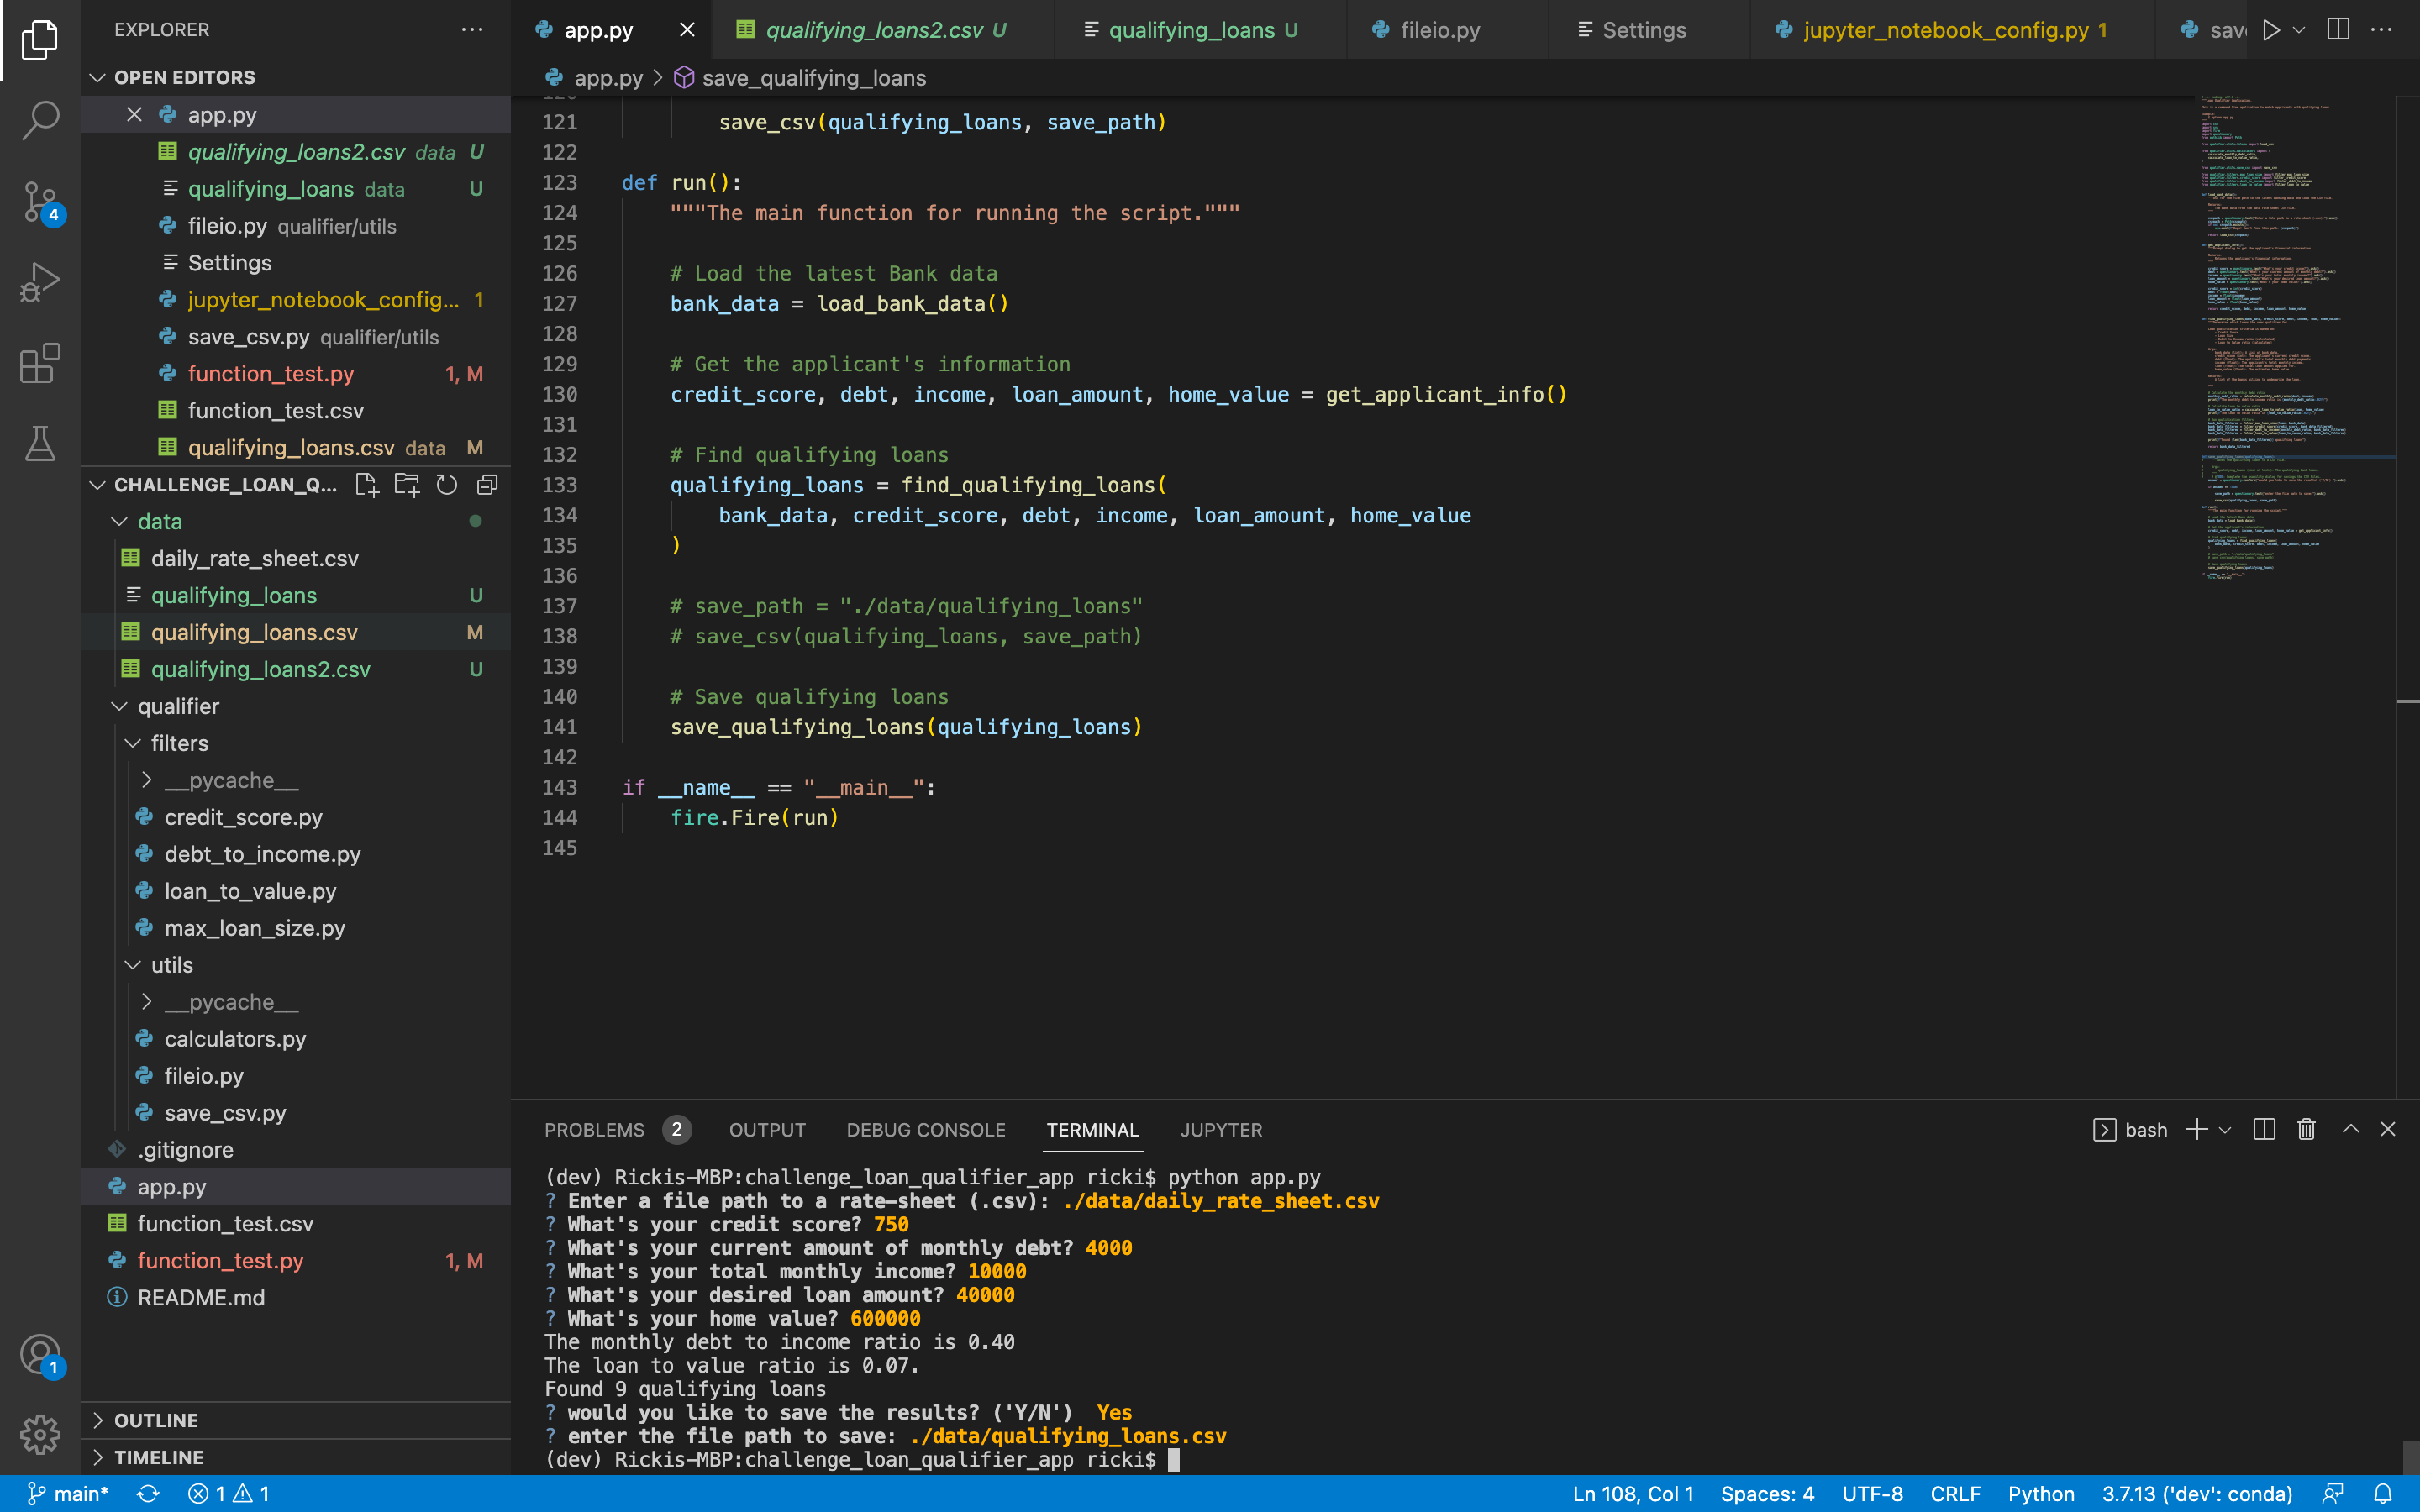 EXPLORER
OPEN EDITORS
app.py
qualifying_loans2.csv data U
qualifying_loans data U
fileio.py qualifier/utils
Settings
jupyter_notebook_config... 1
save_csv.py qualifier/utils
function_test.py 1, M
function_test.csv
qualifying_loans.csv data M
CHALLENGE_LOAN_Q...
data
daily_rate_sheet.csv
qualifying_loans U
qualifying_loans.csv M
qualifying_loans2.csv U
qualifier
filters
__pycache__
credit_score.py
debt_to_income.py
loan_to_value.py
max_loan_size.py
utils
__pycache__
calculators.py
fileio.py
save_csv.py
.gitignore
app.py
function_test.csv
function_test.py 1, M
README.md
OUTLINE
TIMELINE
4
1
app.py qualifying_loans2.csv U qualifying_loans U fileio.py Settings jupyter_notebook_config.py 1
app.py > save_qualifying_loans
121 save_csv(qualifying_loans, save_path)
122
123 def run():
124 """The main function for running the script."""
125
126 # Load the latest Bank data
127 bank_data = load_bank_data()
128
129 # Get the applicant's information
130 credit_score, debt, income, loan_amount, home_value = get_applicant_info()
131
132 # Find qualifying loans
133 qualifying_loans = find_qualifying_loans(
134 bank_data, credit_score, debt, income, loan_amount, home_value
135 )
136
137 # save_path = "./data/qualifying_loans"
138 # save_csv(qualifying_loans, save_path)
139
140 # Save qualifying loans
141 save_qualifying_loans(qualifying_loans)
142
143 if __name__ == "__main__":
144 fire.Fire(run)
145
PROBLEMS 2 OUTPUT DEBUG CONSOLE TERMINAL JUPYTER bash
(dev) Rickis-MBP:challenge_loan_qualifier_app ricki$ python app.py
? Enter a file path to a rate-sheet (.csv): ./data/daily_rate_sheet.csv
? What's your credit score? 750
? What's your current amount of monthly debt? 4000
? What's your total monthly income? 10000
? What's your desired loan amount? 40000
? What's your home value? 600000
The monthly debt to income ratio is 0.40
The loan to value ratio is 0.07.
Found 9 qualifying loans
? would you like to save the results? ('Y/N') Yes
? enter the file path to save: ./data/qualifying_loans.csv
(dev) Rickis-MBP:challenge_loan_qualifier_app ricki$
main* 1 1 Ln 108, Col 1 Spaces: 4 UTF-8 CRLF Python 3.7.13 ('dev': conda)